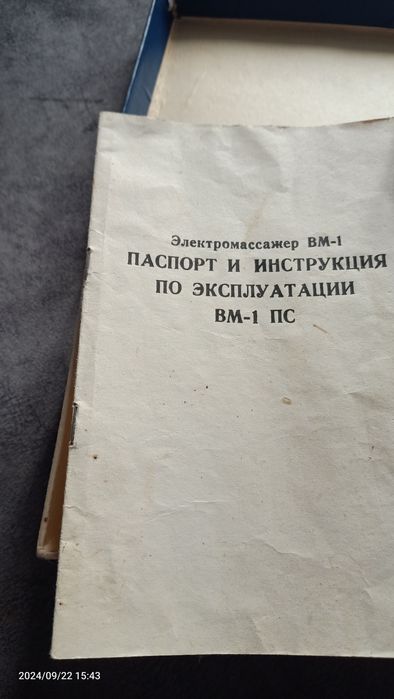 Электромассажер ВМ-1
ПАСПОРТ И ИНСТРУКЦИЯ
ПО ЭКСПЛУАТАЦИИ
ВМ-1 ПС
2024/09/22 15:43